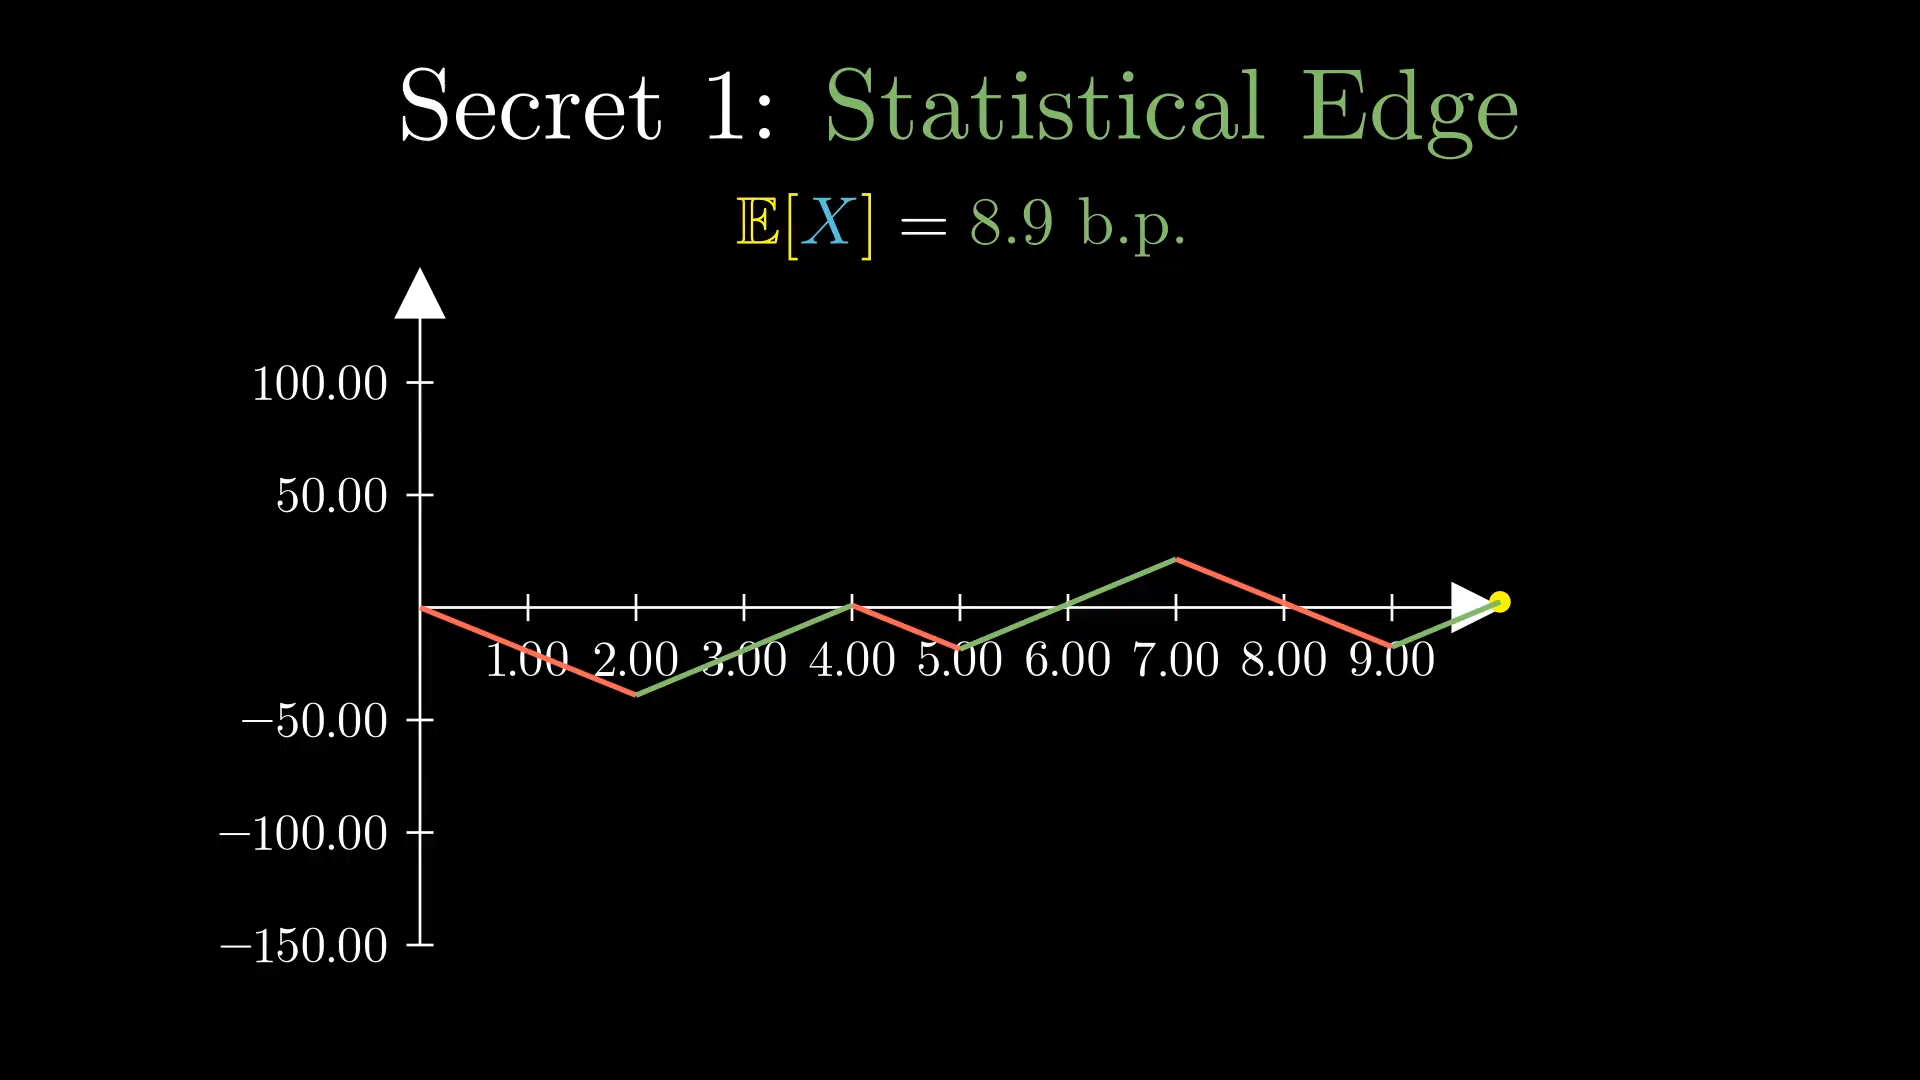 Secret 1: Statistical Edge
𝔼[X] = 8.9 b.p.
100.00
50.00
1.00 2.00 3.00 4.00 5.00 6.00 7.00 8.00 9.00
−50.00
−100.00
−150.00